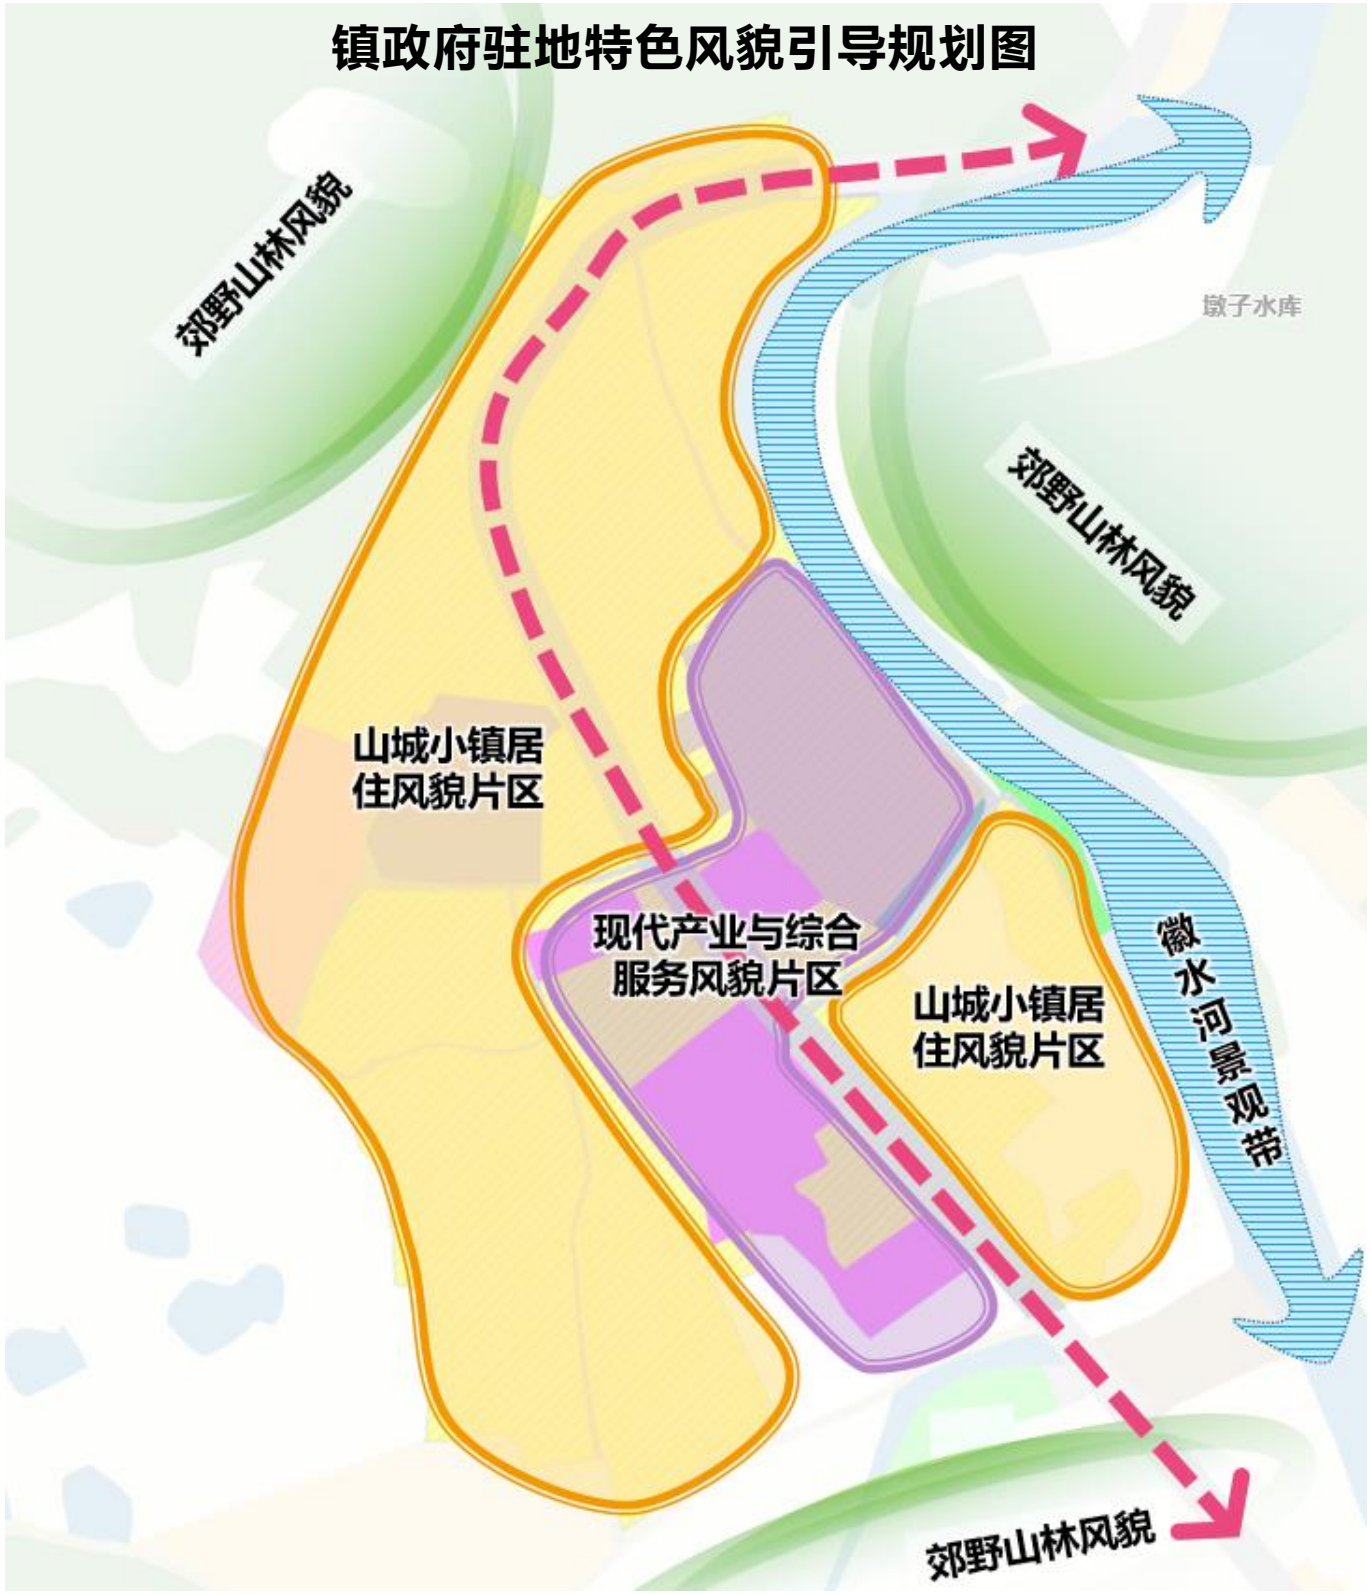 镇政府驻地特色风貌引导规划图
郊野山林风貌
墩子水库
郊野山林风貌
山城小镇居
住风貌片区
现代产业与综合
服务风貌片区
山城小镇居
住风貌片区
徽水河景观带
郊野山林风貌